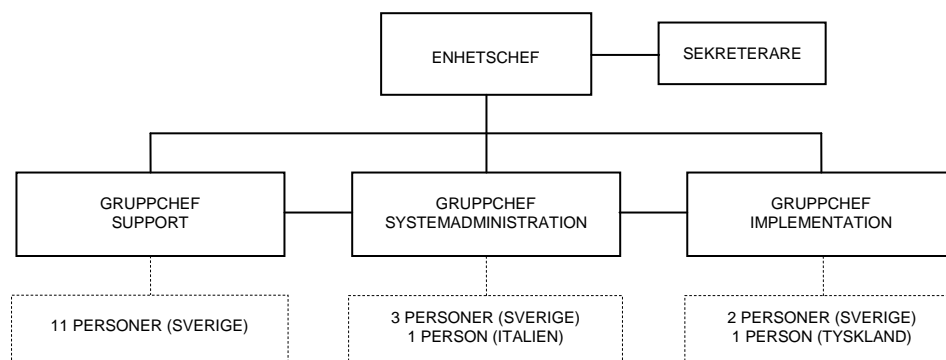 ENHETSCHEF
SEKRETERARE
GRUPPCHEF
SUPPORT
GRUPPCHEF
SYSTEMADMINISTRATION
GRUPPCHEF
IMPLEMENTATION
11 PERSONER (SVERIGE)
3 PERSONER (SVERIGE)
1 PERSON (ITALIEN)
2 PERSONER (SVERIGE)
1 PERSON (TYSKLAND)